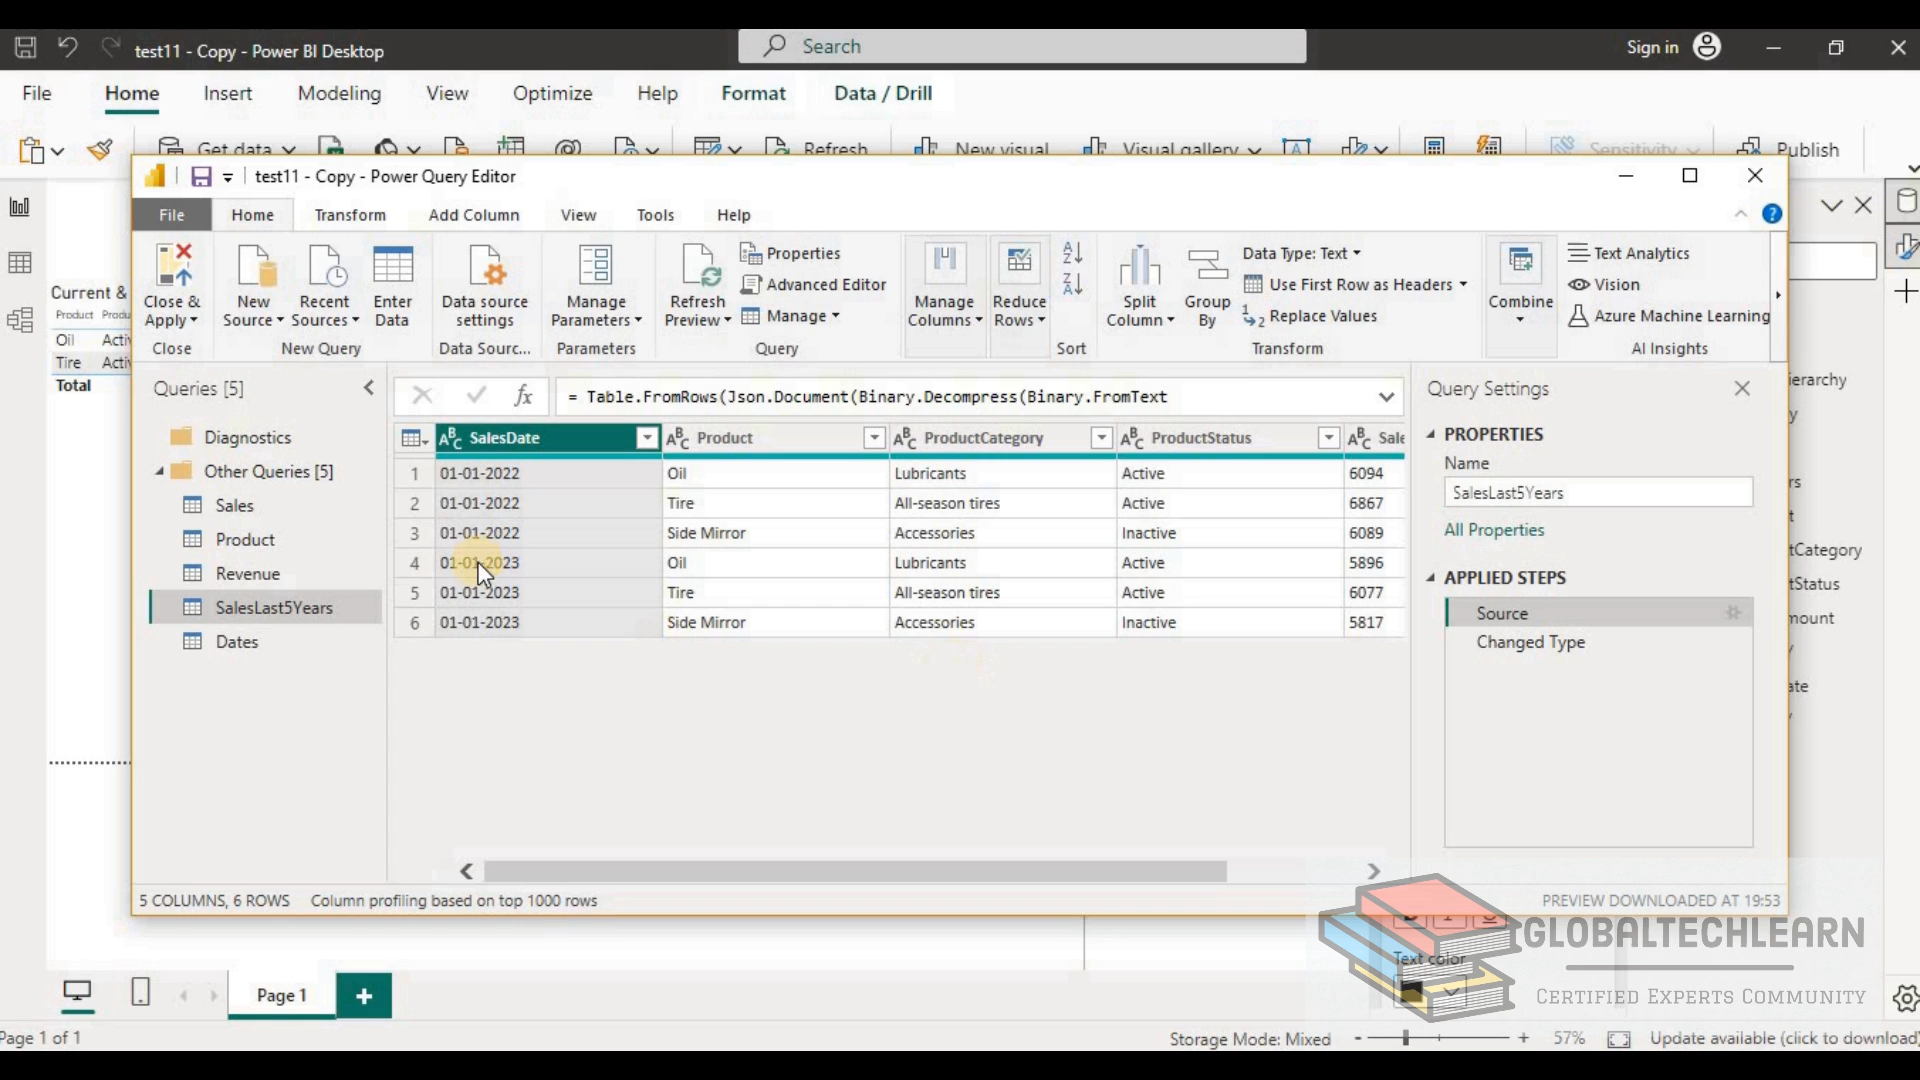 test11 - Copy - Power BI Desktop
Search
Sign in
File Home Insert Modeling View Optimize Help Format Data / Drill
Get data Refresh New visual Visual gallery A Sensitivity Publish
test11 - Copy - Power Query Editor
File Home Transform Add Column View Tools Help
Close & Apply
New Source
Recent Sources
Enter Data
Data source settings
Manage Parameters
Refresh Preview
Properties
Advanced Editor
Manage
Manage Columns
Reduce Rows
Split Column
Group By
Data Type: Text
Use First Row as Headers
Replace Values
Combine
Text Analytics
Vision
Azure Machine Learning
Close New Query Data Sourc... Parameters Query Sort Transform AI Insights
Current &
Product Produ
Oil Activ
Tire Activ
Total
Queries [5]
Diagnostics
Other Queries [5]
Sales
Product
Revenue
SalesLast5Years
Dates
= Table.FromRows(Json.Document(Binary.Decompress(Binary.FromText
SalesDate Product ProductCategory ProductStatus Sale
1 01-01-2022 Oil Lubricants Active 6094
2 01-01-2022 Tire All-season tires Active 6867
3 01-01-2022 Side Mirror Accessories Inactive 6089
4 01-01-2023 Oil Lubricants Active 5896
5 01-01-2023 Tire All-season tires Active 6077
6 01-01-2023 Side Mirror Accessories Inactive 5817
Query Settings
PROPERTIES
Name
SalesLast5Years
All Properties
APPLIED STEPS
Source
Changed Type
ierarchy
tCategory
tStatus
mount
5 COLUMNS, 6 ROWS Column profiling based on top 1000 rows
PREVIEW DOWNLOADED AT 19:53
GLOBALTECHLEARN
CERTIFIED EXPERTS COMMUNITY
Text color
Page 1
Page 1 of 1
Storage Mode: Mixed
57%
Update available (click to download)